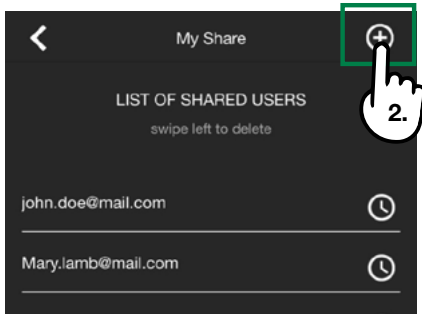 My Share
2.
LIST OF SHARED USERS
swipe left to delete
john.doe@mail.com
Mary.lamb@mail.com